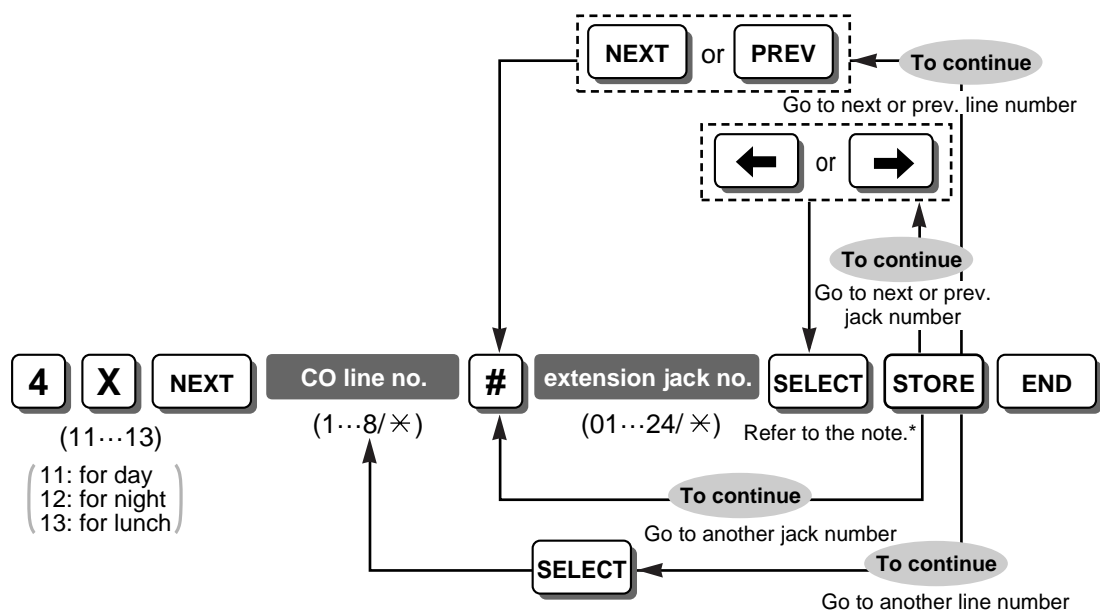 NEXT or PREV
To continue
Go to next or prev. line number
← or →
To continue
Go to next or prev.
jack number
4 X NEXT CO line no. # extension jack no. SELECT STORE END
(11···13) (1···8/✳) (01···24/✳) Refer to the note.*
11: for day
12: for night
13: for lunch
To continue
Go to another jack number
SELECT
To continue
Go to another line number